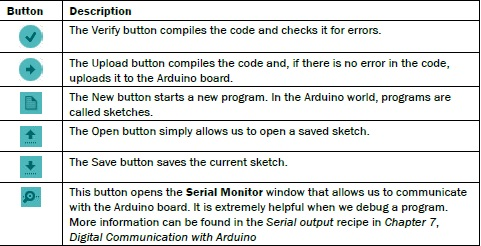 Button Description
The Verify button compiles the code and checks it for errors.
The Upload button compiles the code and, if there is no error in the code,
uploads it to the Arduino board.
The New button starts a new program. In the Arduino world, programs are
called sketches.
The Open button simply allows us to open a saved sketch.
The Save button saves the current sketch.
This button opens the Serial Monitor window that allows us to communicate
with the Arduino board. It is extremely helpful when we debug a program.
More information can be found in the Serial output recipe in Chapter 7,
Digital Communication with Arduino